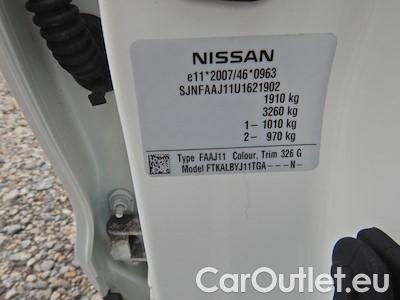 NISSAN
e11*2007/46*0963
SJNFAAJ11U1621902
1910 kg
3260 kg
1– 1010 kg
2– 970 kg
Type FAAJ11 Colour, Trim 326 G
Model FTKALBYJ11TGA---N-
CarOutlet.eu